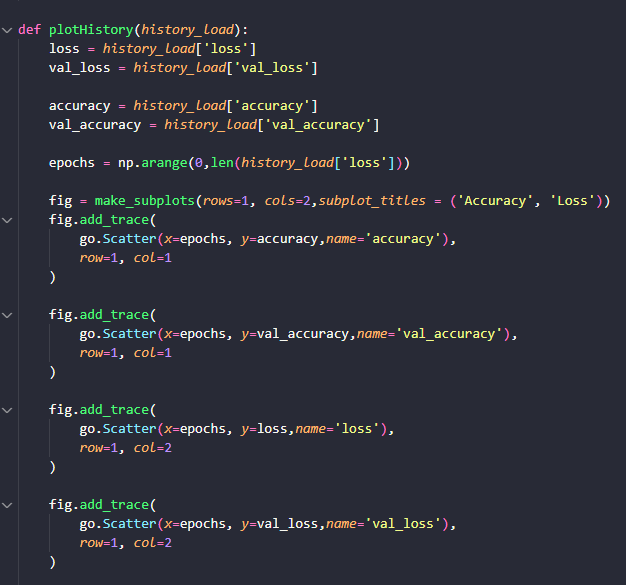 def plotHistory(history_load):
    loss = history_load['loss']
    val_loss = history_load['val_loss']

    accuracy = history_load['accuracy']
    val_accuracy = history_load['val_accuracy']

    epochs = np.arange(0,len(history_load['loss']))

    fig = make_subplots(rows=1, cols=2,subplot_titles = ('Accuracy', 'Loss'))
    fig.add_trace(
        go.Scatter(x=epochs, y=accuracy,name='accuracy'),
        row=1, col=1
    )

    fig.add_trace(
        go.Scatter(x=epochs, y=val_accuracy,name='val_accuracy'),
        row=1, col=1
    )

    fig.add_trace(
        go.Scatter(x=epochs, y=loss,name='loss'),
        row=1, col=2
    )

    fig.add_trace(
        go.Scatter(x=epochs, y=val_loss,name='val_loss'),
        row=1, col=2
    )